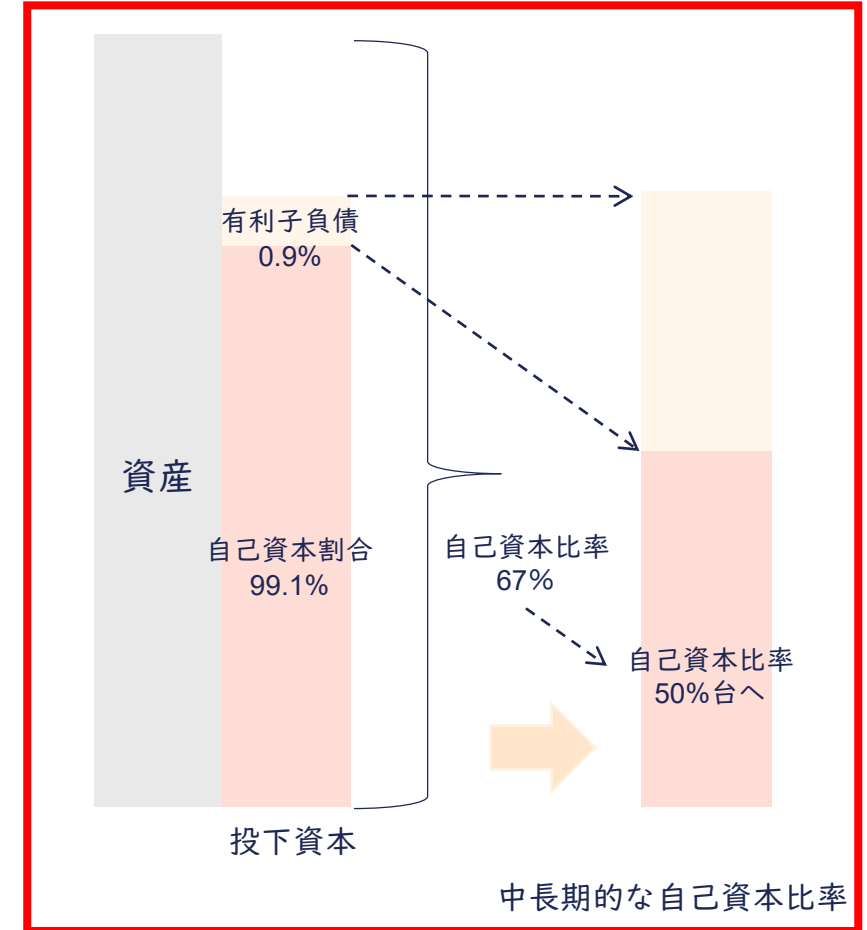 有利子負債
0.9%
資産
自己資本割合
99.1%
自己資本比率
67%
自己資本比率
50%台へ
投下資本
中長期的な自己資本比率